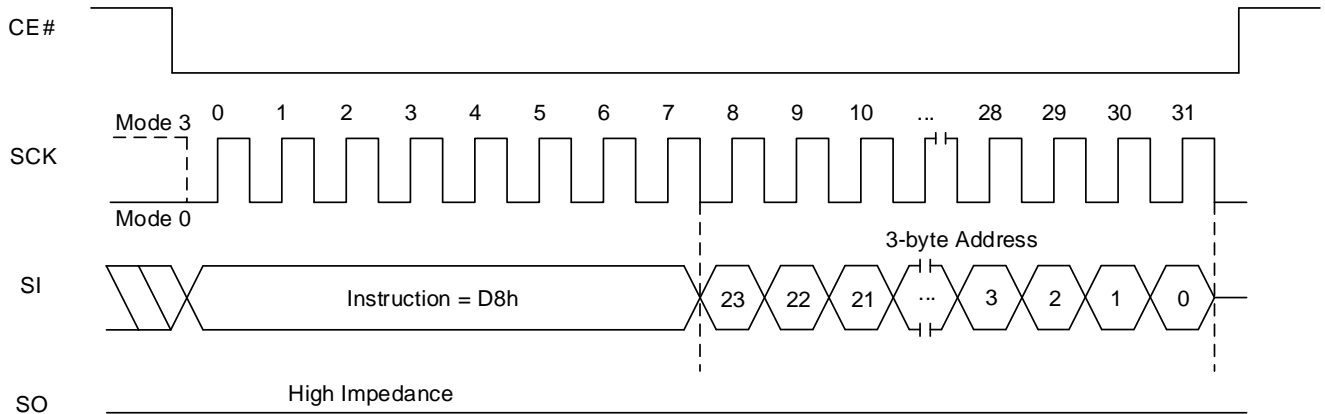 CE#
0 1 2 3 4 5 6 7 8 9 10 ... 28 29 30 31
Mode 3
SCK
Mode 0
3-byte Address
SI
Instruction = D8h 23 22 21 ... 3 2 1 0
High Impedance
SO